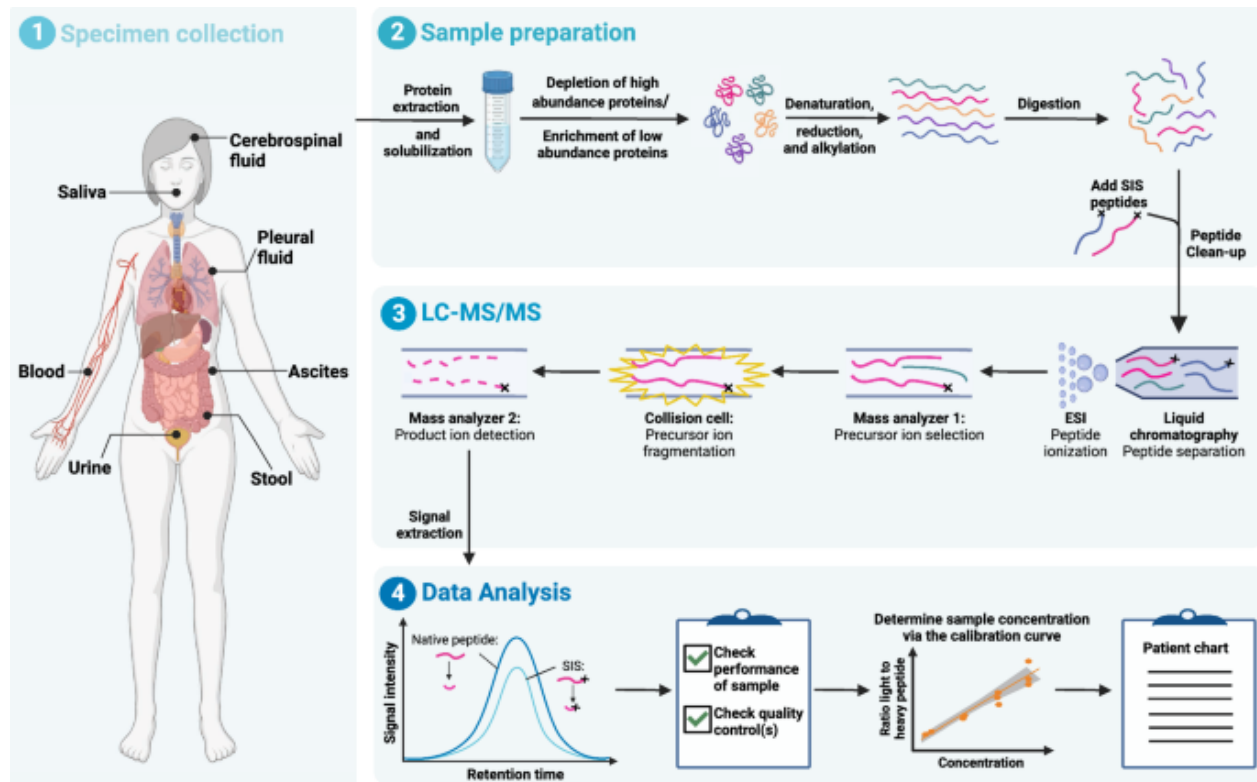 1 Specimen collection
Cerebrospinal
fluid
Saliva
Pleural
fluid
Blood
Ascites
Urine
Stool
2 Sample preparation
Protein
extraction
and
solubilization
Depletion of high
abundance proteins/
Enrichment of low
abundance proteins
Denaturation,
reduction,
and alkylation
Digestion
Add SIS
peptides
Peptide
Clean-up
3 LC-MS/MS
Mass analyzer 2:
Product ion detection
Collision cell:
Precursor ion
fragmentation
Mass analyzer 1:
Precursor ion selection
ESI
Peptide
ionization
Liquid
chromatography
Peptide separation
Signal
extraction
4 Data Analysis
Signal intensity
Native peptide:
SIS:
Retention time
Check
performance
of sample
Check quality
control(s)
Determine sample concentration
via the calibration curve
Ratio light to
heavy peptide
Concentration
Patient chart